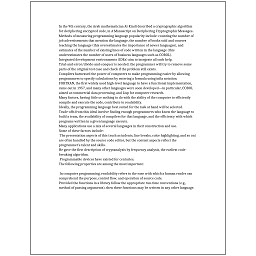 In the 9th century, the Arab mathematician Al-Kindi described a cryptographic algorithm
for deciphering encrypted code, in A Manuscript on Deciphering Cryptographic Messages.
Methods of measuring programming language popularity include: counting the number of
job advertisements that mention the language, the number of books sold and courses
teaching the language (this overestimates the importance of newer languages), and
estimates of the number of existing lines of code written in the language (this
underestimates the number of users of business languages such as COBOL).
Integrated development environments (IDEs) aim to integrate all such help.
Trial-and-error/divide-and-conquer is needed: the programmer will try to remove some
parts of the original test case and check if the problem still exists.
Compilers harnessed the power of computers to make programming easier by allowing
programmers to specify calculations by entering a formula using infix notation.
FORTRAN, the first widely used high-level language to have a functional implementation,
came out in 1957, and many other languages were soon developed—in particular, COBOL
aimed at commercial data processing, and Lisp for computer research.
Many factors, having little or nothing to do with the ability of the computer to efficiently
compile and execute the code, contribute to readability.
Ideally, the programming language best suited for the task at hand will be selected.
Trade-offs from this ideal involve finding enough programmers who know the language to
build a team, the availability of compilers for that language, and the efficiency with which
programs written in a given language execute.
Many applications use a mix of several languages in their construction and use.
Some of these factors include:
The presentation aspects of this (such as indents, line breaks, color highlighting, and so on)
are often handled by the source code editor, but the content aspects reflect the
programmer's talent and skills.
He gave the first description of cryptanalysis by frequency analysis, the earliest code-
breaking algorithm.
Programmable devices have existed for centuries.
The following properties are among the most important:

In computer programming, readability refers to the ease with which a human reader can
comprehend the purpose, control flow, and operation of source code.
Provided the functions in a library follow the appropriate run-time conventions (e.g.,
method of passing arguments), then these functions may be written in any other language.